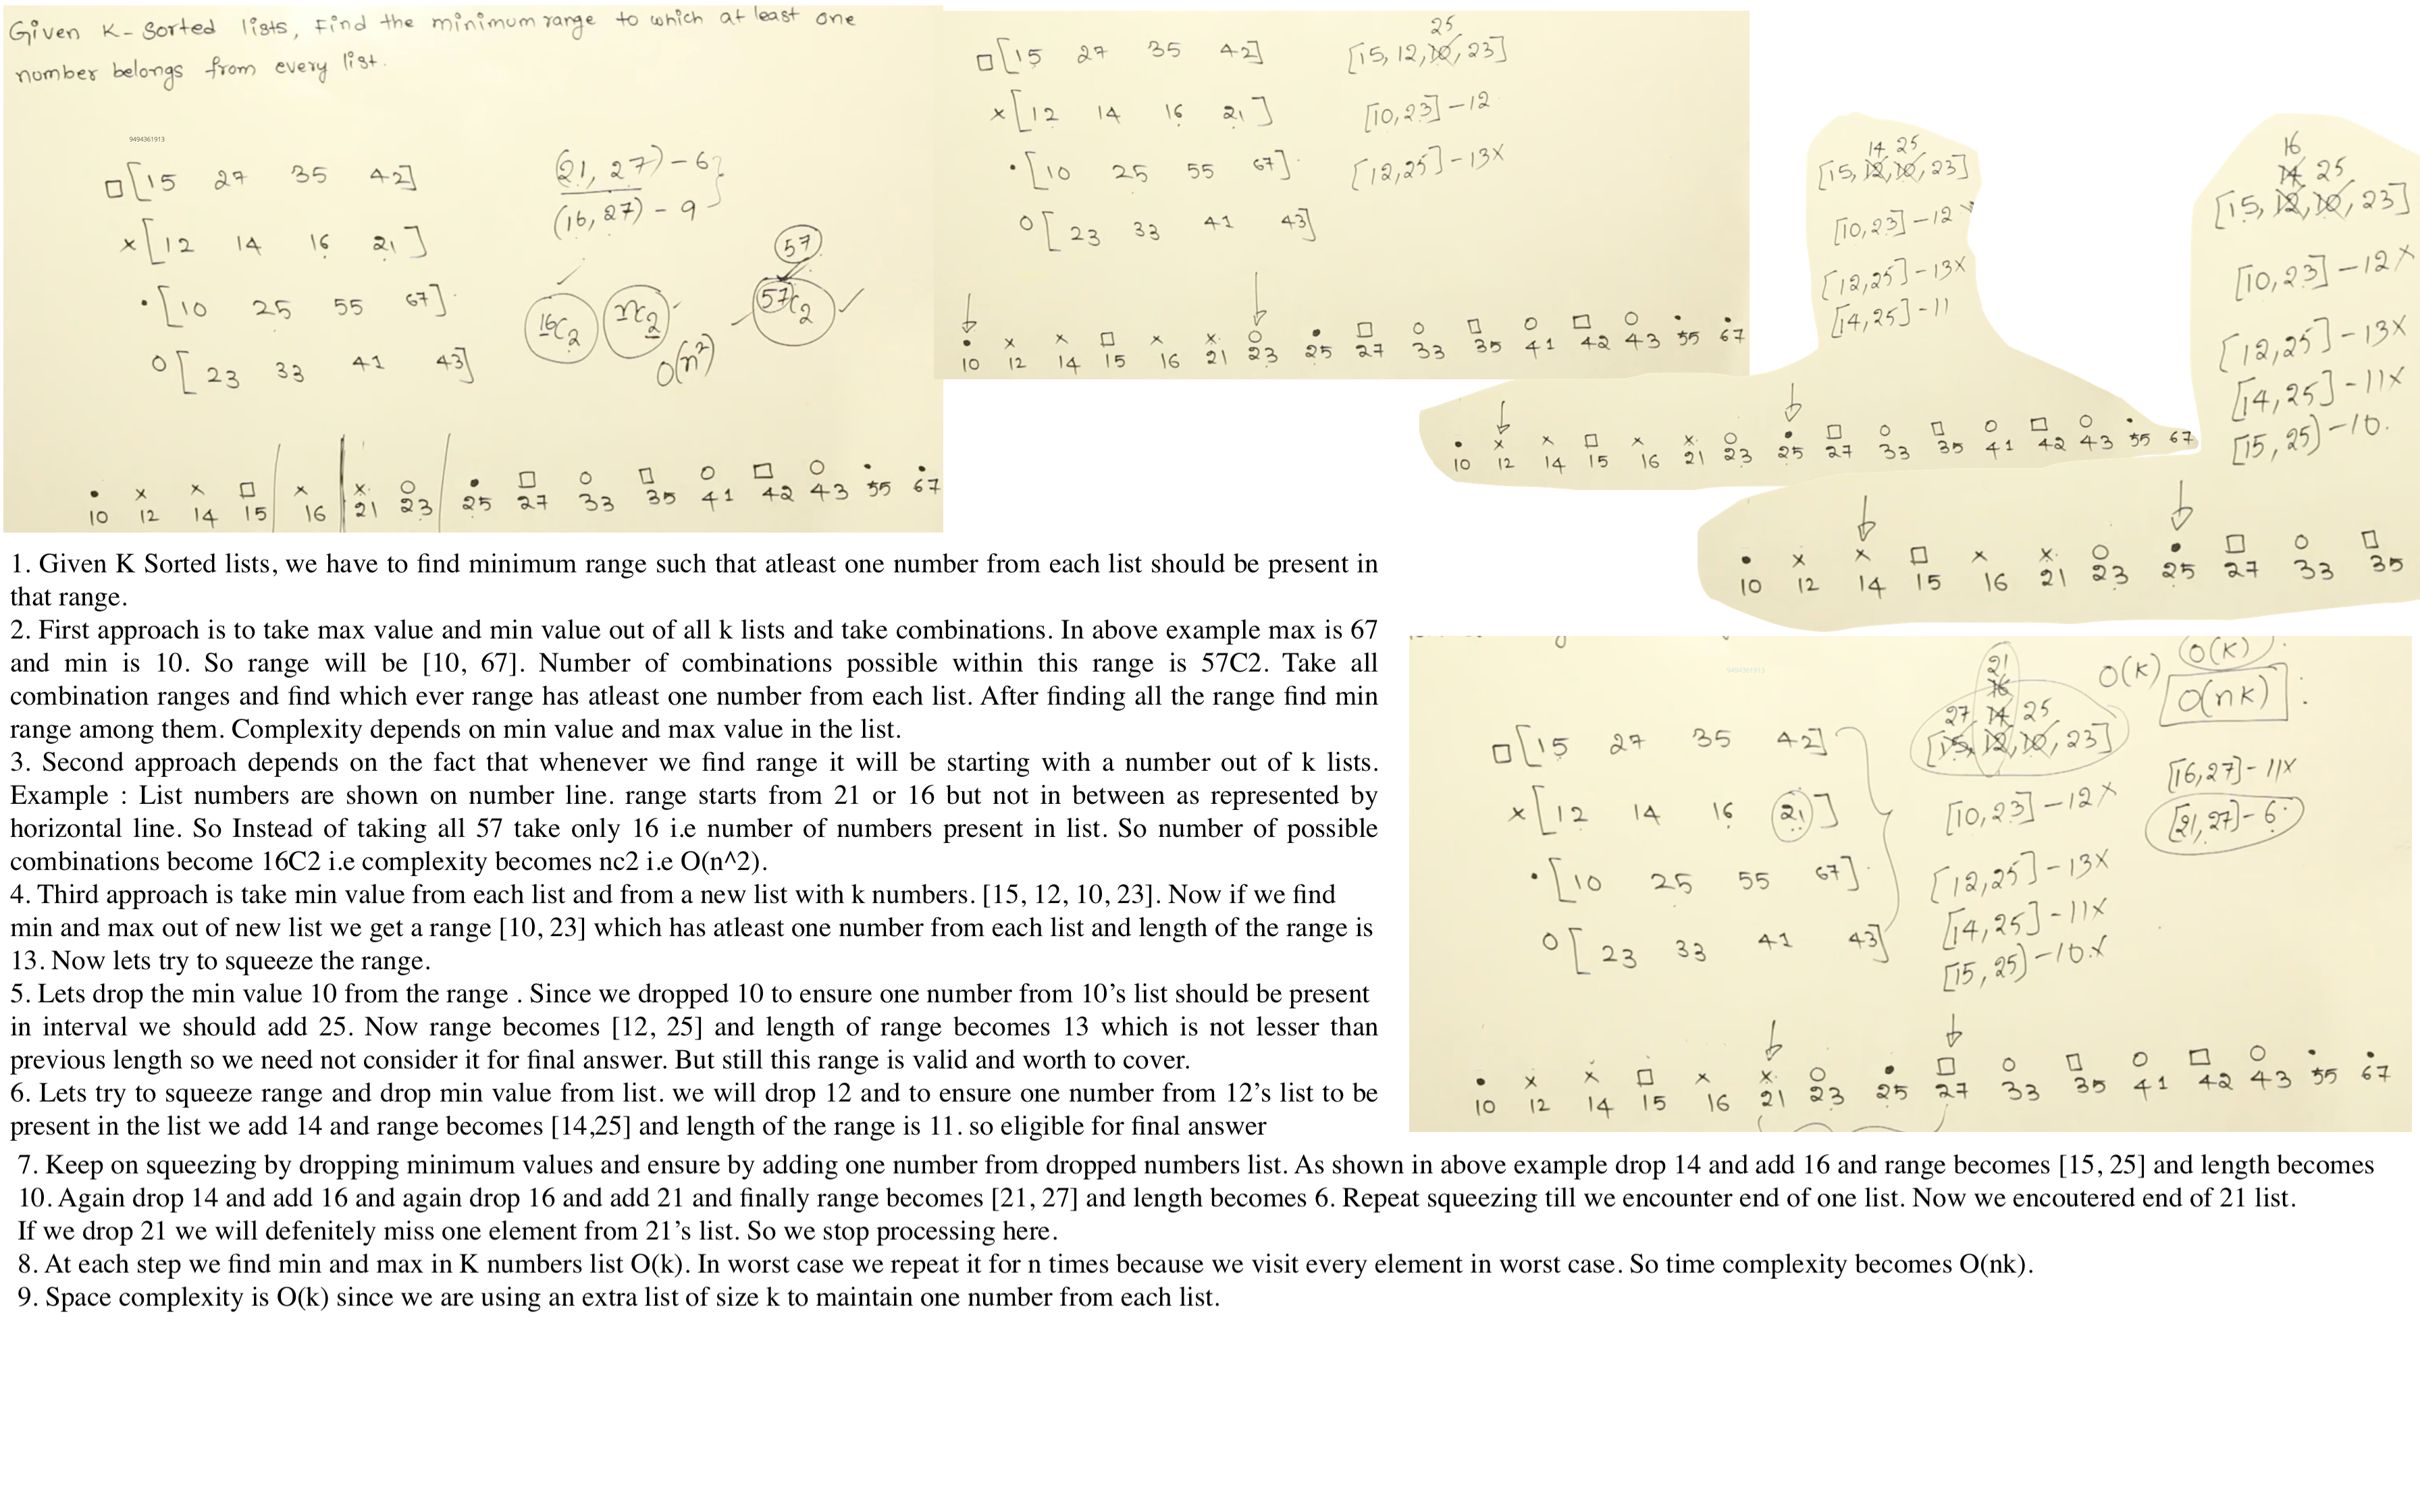 Given K-Sorted lists, Find the minimum range to which at least one
number belongs from every list.
9494361913
□[15 27 35 42]
×[12 14 16 21]
•[10 25 55 67]
○[23 33 41 43]
(21, 27) - 6}
(16, 27) - 9
57
16C2 nC2 57C2
O(n²)
• × × □ × × ○ • □ ○ □ ○ □ ○ • •
10 12 14 15 16 21 23 25 27 33 35 41 42 43 55 67
□[15 27 35 42]
×[12 14 16 21]
•[10 25 55 67]
○[23 33 41 43]
25
[15, 12, 10, 23]
[10,23] - 12
[12,25] - 13×
• × × □ × × ○ • □ ○ □ ○ □ ○ • •
10 12 14 15 16 21 23 25 27 33 35 41 42 43 55 67
14 25
[15, 12, 10, 23]
[10,23] - 12
[12,25] - 13×
[14,25] - 11
• × × □ × × ○ • □ ○ □ ○ □ ○ •
10 12 14 15 16 21 23 25 27 33 35 41 42 43 55 67
16
14 25
[15, 12, 10, 23]
[10,23] - 12×
[12,25] - 13×
[14,25] - 11×
[15,25) - 10.
• × × □ × × ○ • □ ○ □
10 12 14 15 16 21 23 25 27 33 35
1. Given K Sorted lists, we have to find minimum range such that atleast one number from each list should be present in
that range.
2. First approach is to take max value and min value out of all k lists and take combinations. In above example max is 67
and min is 10. So range will be [10, 67]. Number of combinations possible within this range is 57C2. Take all
combination ranges and find which ever range has atleast one number from each list. After finding all the range find min
range among them. Complexity depends on min value and max value in the list.
3. Second approach depends on the fact that whenever we find range it will be starting with a number out of k lists.
Example : List numbers are shown on number line. range starts from 21 or 16 but not in between as represented by
horizontal line. So Instead of taking all 57 take only 16 i.e number of numbers present in list. So number of possible
combinations become 16C2 i.e complexity becomes nc2 i.e O(n^2).
4. Third approach is take min value from each list and from a new list with k numbers. [15, 12, 10, 23]. Now if we find
min and max out of new list we get a range [10, 23] which has atleast one number from each list and length of the range is
13. Now lets try to squeeze the range.
5. Lets drop the min value 10 from the range . Since we dropped 10 to ensure one number from 10’s list should be present
in interval we should add 25. Now range becomes [12, 25] and length of range becomes 13 which is not lesser than
previous length so we need not consider it for final answer. But still this range is valid and worth to cover.
6. Lets try to squeeze range and drop min value from list. we will drop 12 and to ensure one number from 12’s list to be
present in the list we add 14 and range becomes [14,25] and length of the range is 11. so eligible for final answer
9494361913
□[15 27 35 42]
×[12 14 16 21]
•[10 25 55 67]
○[23 33 41 43]
21
16
27 14 25
[15, 12, 10, 23]
[10,23] - 12×
[12,25] - 13×
[14,25] - 11×
[15,25) - 10.×
O(k) O(k)
O(nk)
[16,27] - 11×
[21,27] - 6
• × × □ × × ○ • □ ○ □ ○ □ ○ • •
10 12 14 15 16 21 23 25 27 33 35 41 42 43 55 67
7. Keep on squeezing by dropping minimum values and ensure by adding one number from dropped numbers list. As shown in above example drop 14 and add 16 and range becomes [15, 25] and length becomes
10. Again drop 14 and add 16 and again drop 16 and add 21 and finally range becomes [21, 27] and length becomes 6. Repeat squeezing till we encounter end of one list. Now we encoutered end of 21 list.
If we drop 21 we will defenitely miss one element from 21’s list. So we stop processing here.
8. At each step we find min and max in K numbers list O(k). In worst case we repeat it for n times because we visit every element in worst case. So time complexity becomes O(nk).
9. Space complexity is O(k) since we are using an extra list of size k to maintain one number from each list.